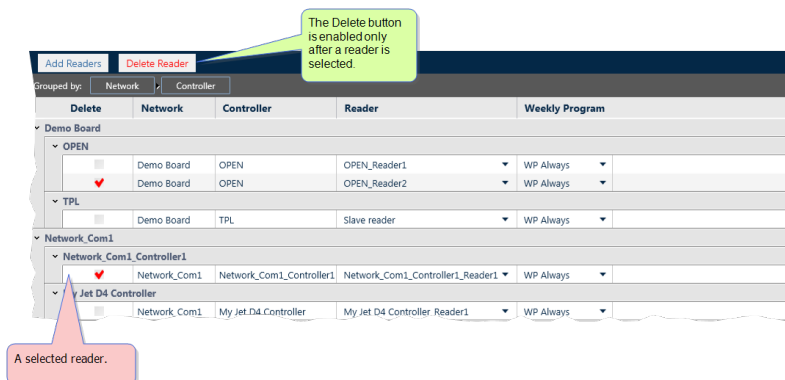 The Delete button
is enabled only
after a reader is
selected.
Add Readers Delete Reader
Grouped by: Network Controller
Delete Network Controller Reader Weekly Program
Demo Board
OPEN
Demo Board OPEN OPEN_Reader1 WP Always
Demo Board OPEN OPEN_Reader2 WP Always
TPL
Demo Board TPL Slave reader WP Always
Network_Com1
Network_Com1_Controller1
Network_Com1 Network_Com1_Controller1 Network_Com1_Controller1_Reader1 WP Always
My Jet D4 Controller
Network_Com1 My Jet D4 Controller My Jet D4 Controller_Reader1 WP Always
A selected reader.